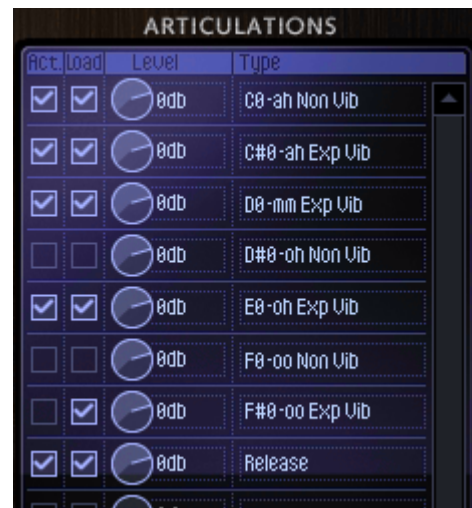 ARTICULATIONS
Act. Load Level Type
0db C0-ah Non Vib
0db C#0-ah Exp Vib
0db D0-mm Exp Vib
0db D#0-oh Non Vib
0db E0-oh Exp Vib
0db F0-oo Non Vib
0db F#0-oo Exp Vib
0db Release